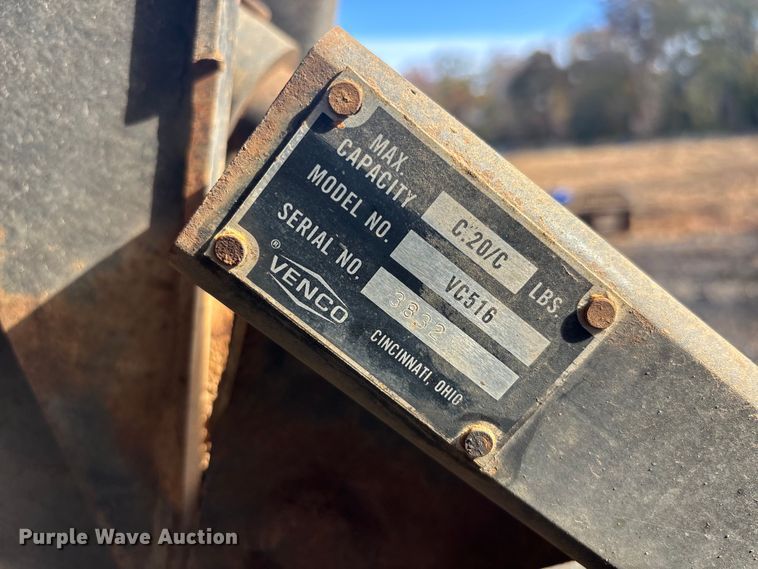 MAX.
CAPACITY C.20/C LBS.
MODEL NO. VC516
SERIAL NO. 3832
® VENCO CINCINNATI, OHIO
Purple Wave Auction